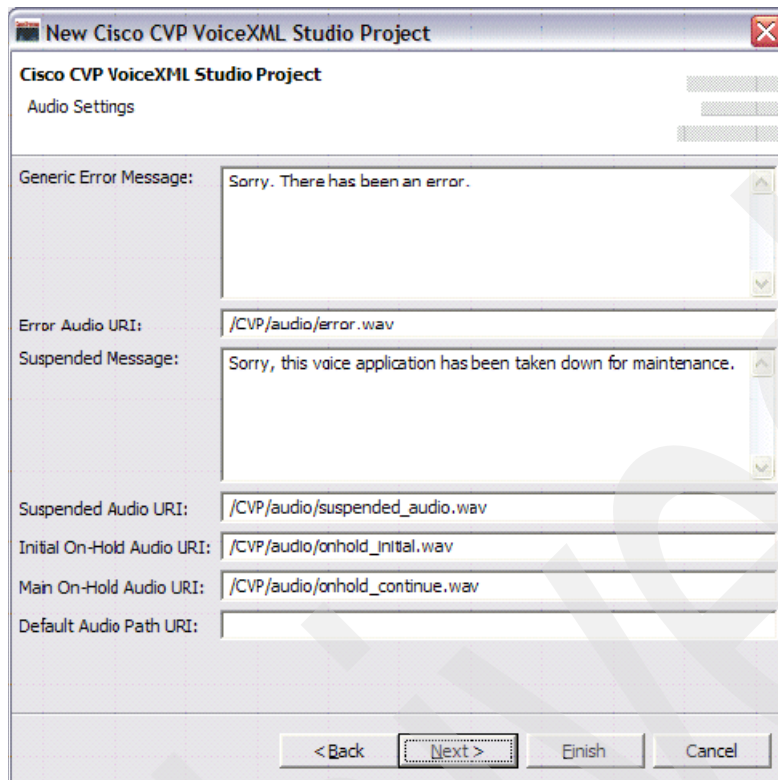 New Cisco CVP VoiceXML Studio Project
Cisco CVP VoiceXML Studio Project
Audio Settings
Generic Error Message:
Sorry. There has been an error.
Error Audio URI:
/CVP/audio/error.wav
Suspended Message:
Sorry, this voice application has been taken down for maintenance.
Suspended Audio URI:
/CVP/audio/suspended_audio.wav
Initial On-Hold Audio URI:
/CVP/audio/onhold_initial.wav
Main On-Hold Audio URI:
/CVP/audio/onhold_continue.wav
Default Audio Path URI:
< Back
Next >
Finish
Cancel